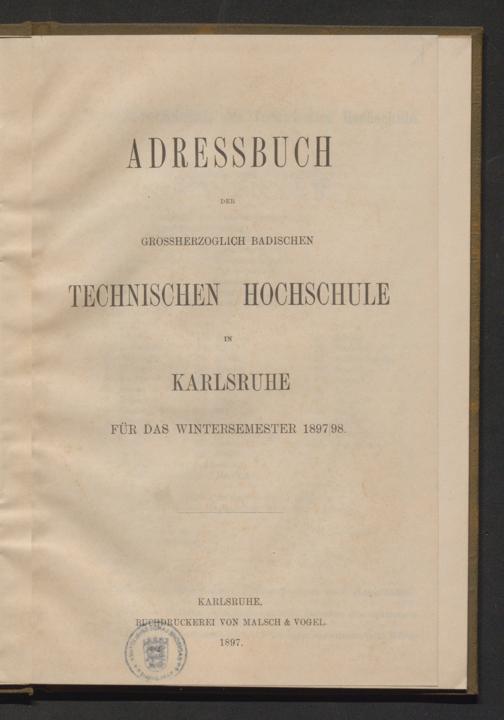 ADRESSBUCH
DER
GROSSHERZOGLICH BADISCHEN
TECHNISCHEN HOCHSCHULE
IN
KARLSRUHE
FÜR DAS WINTERSEMESTER 1897/98.
KARLSRUHE.
BUCHDRUCKEREI VON MALSCH & VOGEL.
1897.